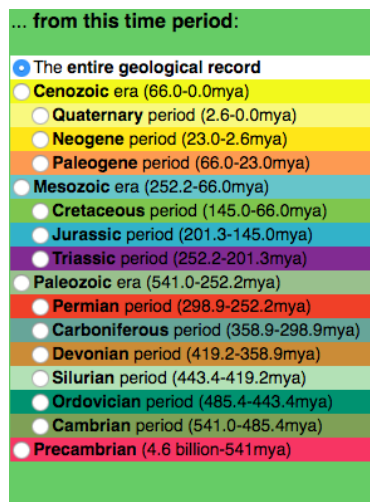 ... from this time period:
The entire geological record
Cenozoic era (66.0-0.0mya)
Quaternary period (2.6-0.0mya)
Neogene period (23.0-2.6mya)
Paleogene period (66.0-23.0mya)
Mesozoic era (252.2-66.0mya)
Cretaceous period (145.0-66.0mya)
Jurassic period (201.3-145.0mya)
Triassic period (252.2-201.3mya)
Paleozoic era (541.0-252.2mya)
Permian period (298.9-252.2mya)
Carboniferous period (358.9-298.9mya)
Devonian period (419.2-358.9mya)
Silurian period (443.4-419.2mya)
Ordovician period (485.4-443.4mya)
Cambrian period (541.0-485.4mya)
Precambrian (4.6 billion-541mya)